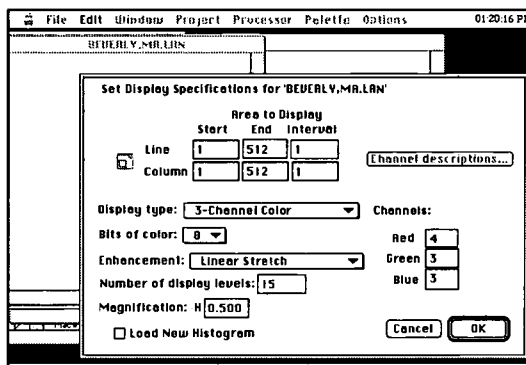 File Edit Window Project Processor Palette Options 01:20:16 P
BEVERLY,MA.LAN
Set Display Specifications for 'BEVERLY,MA.LAN'
Area to Display
Start End Interval
Line 1 512 1
Column 1 512 1
Channel descriptions...
Display type: 3-Channel Color
Channels:
Bits of color: 8
Red 4
Enhancement: Linear Stretch
Green 3
Number of display levels: 15
Blue 3
Magnification: X 0.500
Load New Histogram
Cancel OK